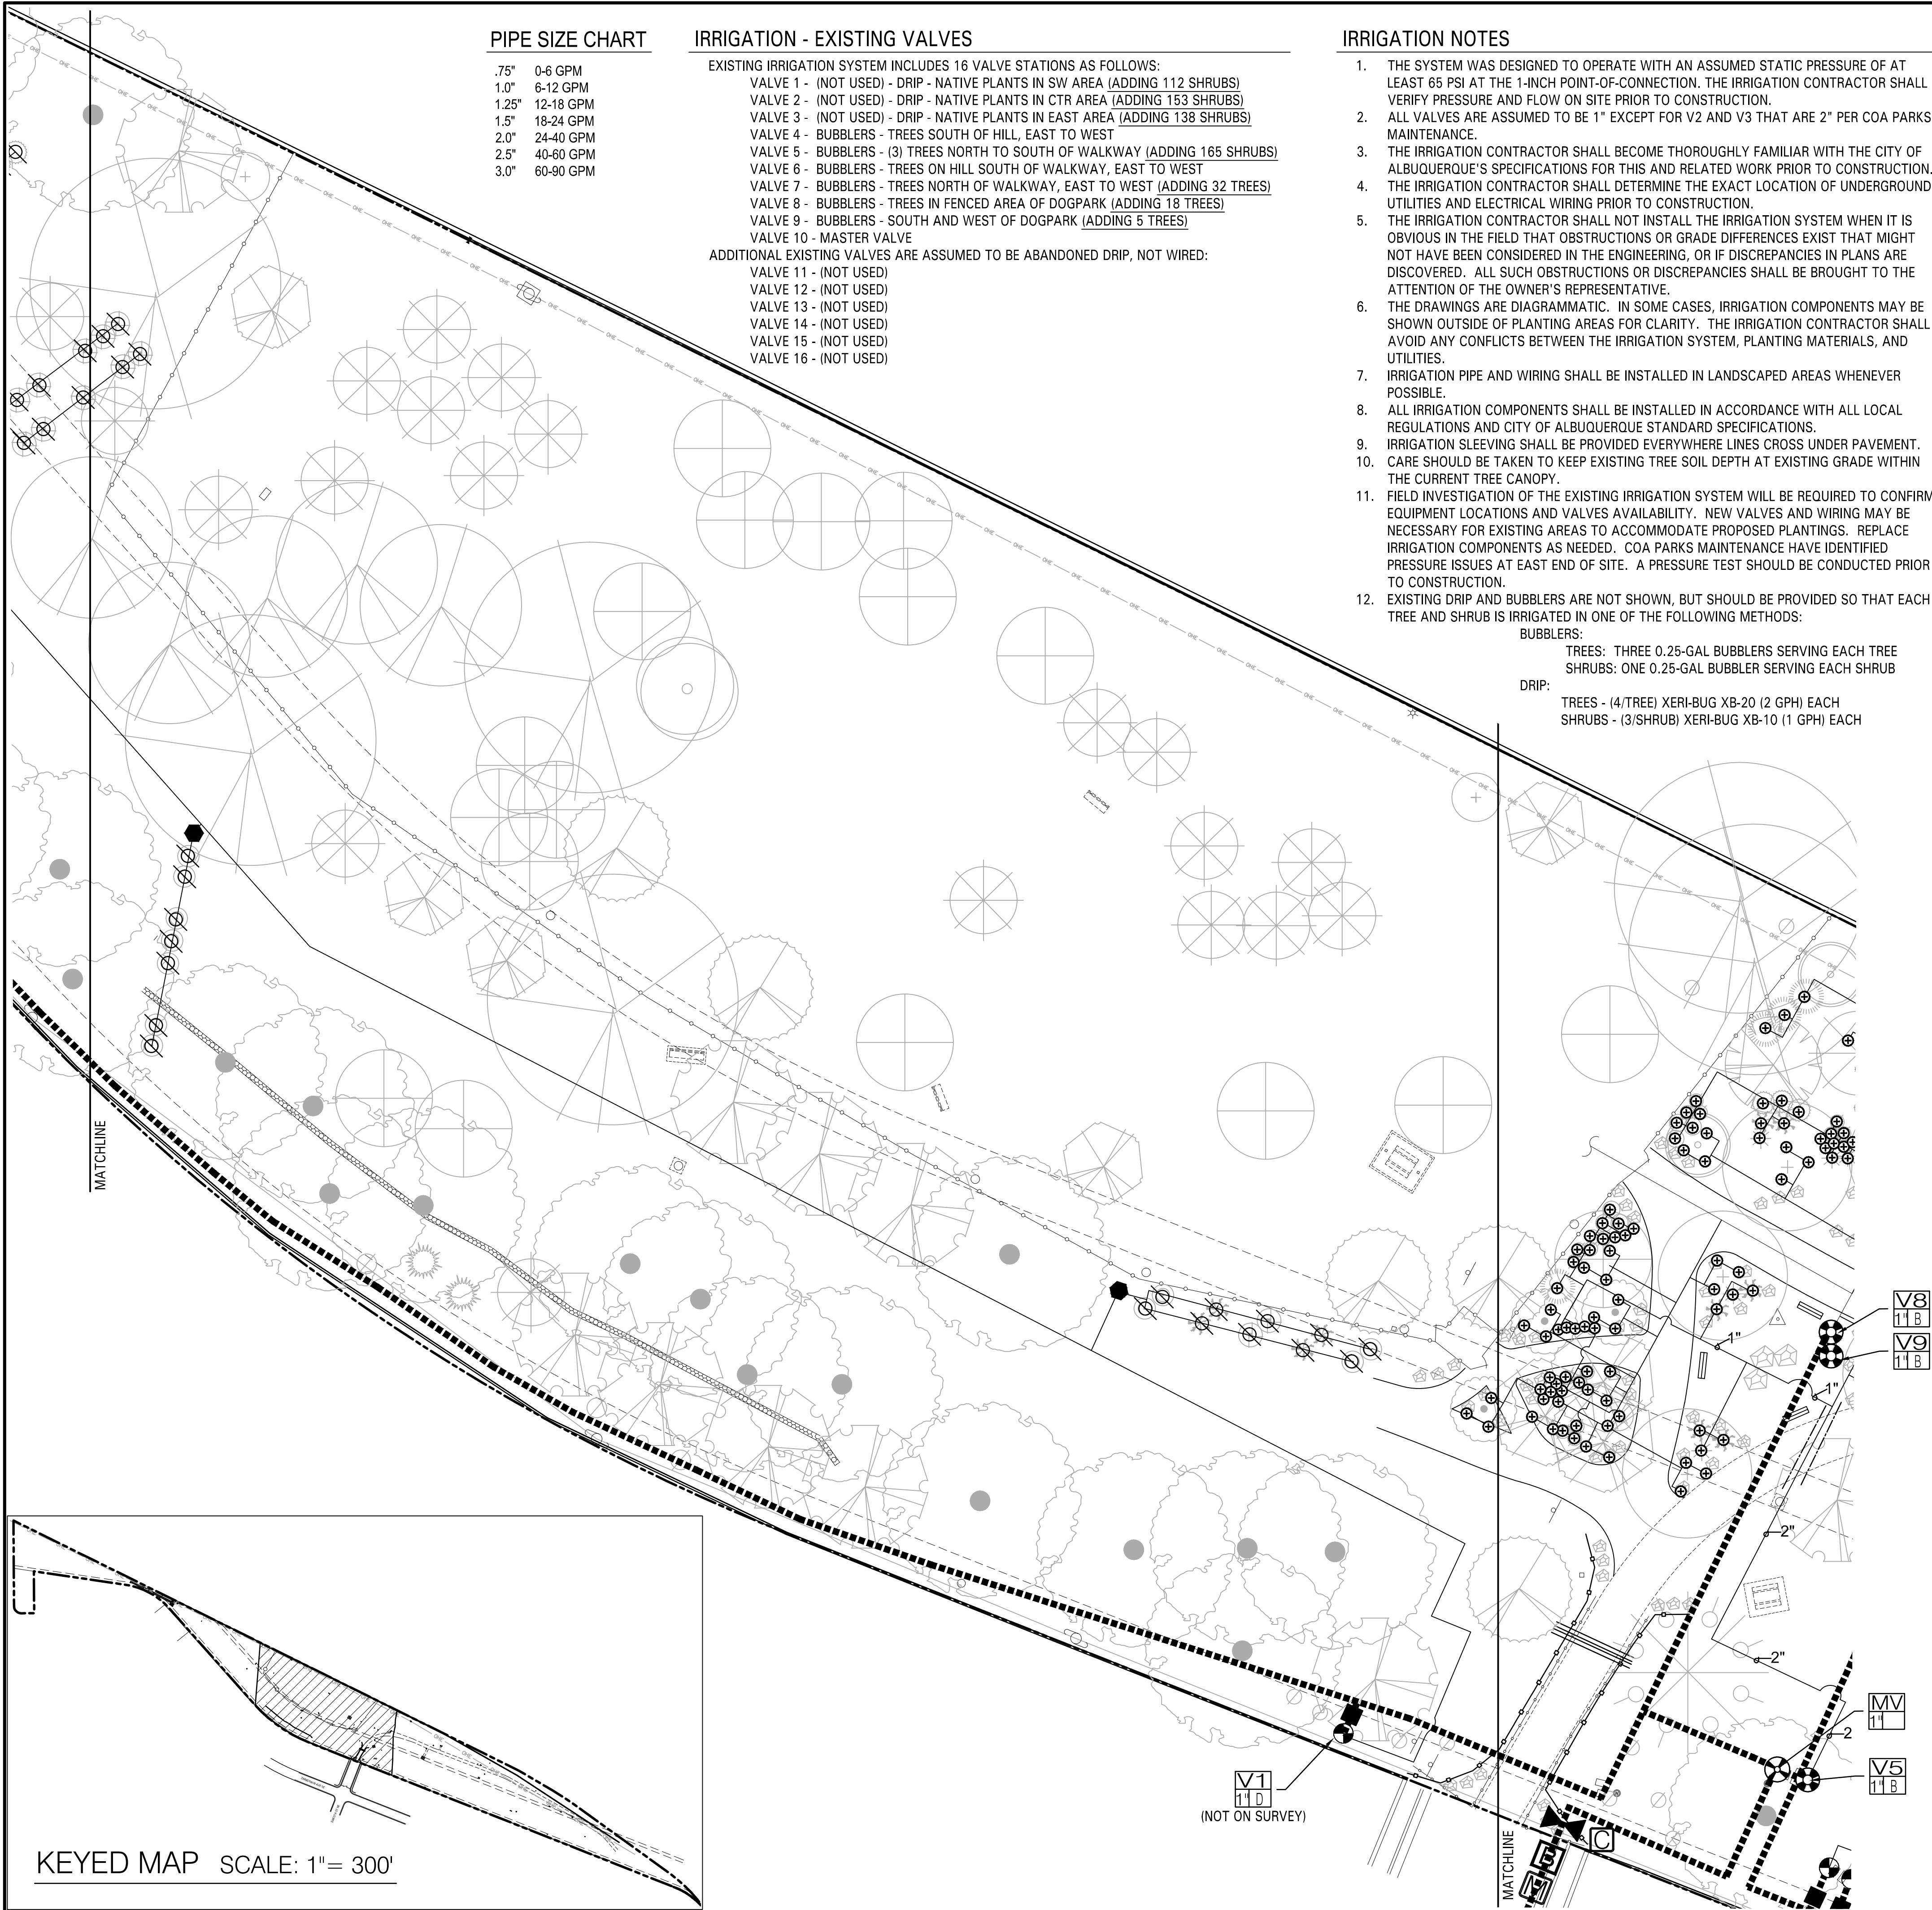 PIPE SIZE CHART
.75" 0-6 GPM
1.0" 6-12 GPM
1.25" 12-18 GPM
1.5" 18-24 GPM
2.0" 24-40 GPM
2.5" 40-60 GPM
3.0" 60-90 GPM
IRRIGATION - EXISTING VALVES
EXISTING IRRIGATION SYSTEM INCLUDES 16 VALVE STATIONS AS FOLLOWS:
VALVE 1 - (NOT USED) - DRIP - NATIVE PLANTS IN SW AREA (ADDING 112 SHRUBS)
VALVE 2 - (NOT USED) - DRIP - NATIVE PLANTS IN CTR AREA (ADDING 153 SHRUBS)
VALVE 3 - (NOT USED) - DRIP - NATIVE PLANTS IN EAST AREA (ADDING 138 SHRUBS)
VALVE 4 - BUBBLERS - TREES SOUTH OF HILL, EAST TO WEST
VALVE 5 - BUBBLERS - (3) TREES NORTH TO SOUTH OF WALKWAY (ADDING 165 SHRUBS)
VALVE 6 - BUBBLERS - TREES ON HILL SOUTH OF WALKWAY, EAST TO WEST
VALVE 7 - BUBBLERS - TREES NORTH OF WALKWAY, EAST TO WEST (ADDING 32 TREES)
VALVE 8 - BUBBLERS - TREES IN FENCED AREA OF DOGPARK (ADDING 18 TREES)
VALVE 9 - BUBBLERS - SOUTH AND WEST OF DOGPARK (ADDING 5 TREES)
VALVE 10 - MASTER VALVE
ADDITIONAL EXISTING VALVES ARE ASSUMED TO BE ABANDONED DRIP, NOT WIRED:
VALVE 11 - (NOT USED)
VALVE 12 - (NOT USED)
VALVE 13 - (NOT USED)
VALVE 14 - (NOT USED)
VALVE 15 - (NOT USED)
VALVE 16 - (NOT USED)
IRRIGATION NOTES
1. THE SYSTEM WAS DESIGNED TO OPERATE WITH AN ASSUMED STATIC PRESSURE OF AT
LEAST 65 PSI AT THE 1-INCH POINT-OF-CONNECTION. THE IRRIGATION CONTRACTOR SHALL
VERIFY PRESSURE AND FLOW ON SITE PRIOR TO CONSTRUCTION.
2. ALL VALVES ARE ASSUMED TO BE 1" EXCEPT FOR V2 AND V3 THAT ARE 2" PER COA PARKS
MAINTENANCE.
3. THE IRRIGATION CONTRACTOR SHALL BECOME THOROUGHLY FAMILIAR WITH THE CITY OF
ALBUQUERQUE'S SPECIFICATIONS FOR THIS AND RELATED WORK PRIOR TO CONSTRUCTION.
4. THE IRRIGATION CONTRACTOR SHALL DETERMINE THE EXACT LOCATION OF UNDERGROUND
UTILITIES AND ELECTRICAL WIRING PRIOR TO CONSTRUCTION.
5. THE IRRIGATION CONTRACTOR SHALL NOT INSTALL THE IRRIGATION SYSTEM WHEN IT IS
OBVIOUS IN THE FIELD THAT OBSTRUCTIONS OR GRADE DIFFERENCES EXIST THAT MIGHT
NOT HAVE BEEN CONSIDERED IN THE ENGINEERING, OR IF DISCREPANCIES IN PLANS ARE
DISCOVERED. ALL SUCH OBSTRUCTIONS OR DISCREPANCIES SHALL BE BROUGHT TO THE
ATTENTION OF THE OWNER'S REPRESENTATIVE.
6. THE DRAWINGS ARE DIAGRAMMATIC. IN SOME CASES, IRRIGATION COMPONENTS MAY BE
SHOWN OUTSIDE OF PLANTING AREAS FOR CLARITY. THE IRRIGATION CONTRACTOR SHALL
AVOID ANY CONFLICTS BETWEEN THE IRRIGATION SYSTEM, PLANTING MATERIALS, AND
UTILITIES.
7. IRRIGATION PIPE AND WIRING SHALL BE INSTALLED IN LANDSCAPED AREAS WHENEVER
POSSIBLE.
8. ALL IRRIGATION COMPONENTS SHALL BE INSTALLED IN ACCORDANCE WITH ALL LOCAL
REGULATIONS AND CITY OF ALBUQUERQUE STANDARD SPECIFICATIONS.
9. IRRIGATION SLEEVING SHALL BE PROVIDED EVERYWHERE LINES CROSS UNDER PAVEMENT.
10. CARE SHOULD BE TAKEN TO KEEP EXISTING TREE SOIL DEPTH AT EXISTING GRADE WITHIN
THE CURRENT TREE CANOPY.
11. FIELD INVESTIGATION OF THE EXISTING IRRIGATION SYSTEM WILL BE REQUIRED TO CONFIRM
EQUIPMENT LOCATIONS AND VALVES AVAILABILITY. NEW VALVES AND WIRING MAY BE
NECESSARY FOR EXISTING AREAS TO ACCOMMODATE PROPOSED PLANTINGS. REPLACE
IRRIGATION COMPONENTS AS NEEDED. COA PARKS MAINTENANCE HAVE IDENTIFIED
PRESSURE ISSUES AT EAST END OF SITE. A PRESSURE TEST SHOULD BE CONDUCTED PRIOR
TO CONSTRUCTION.
12. EXISTING DRIP AND BUBBLERS ARE NOT SHOWN, BUT SHOULD BE PROVIDED SO THAT EACH
TREE AND SHRUB IS IRRIGATED IN ONE OF THE FOLLOWING METHODS:
BUBBLERS:
TREES: THREE 0.25-GAL BUBBLERS SERVING EACH TREE
SHRUBS: ONE 0.25-GAL BUBBLER SERVING EACH SHRUB
DRIP:
TREES - (4/TREE) XERI-BUG XB-20 (2 GPH) EACH
SHRUBS - (3/SHRUB) XERI-BUG XB-10 (1 GPH) EACH
MATCHLINE
V8
1" B
V9
1" B
1"
1"
2"
2"
MV
1"
2
V5
1" B
V1
1" D
(NOT ON SURVEY)
MATCHLINE
C
B
M
KEYED MAP SCALE: 1"= 300'